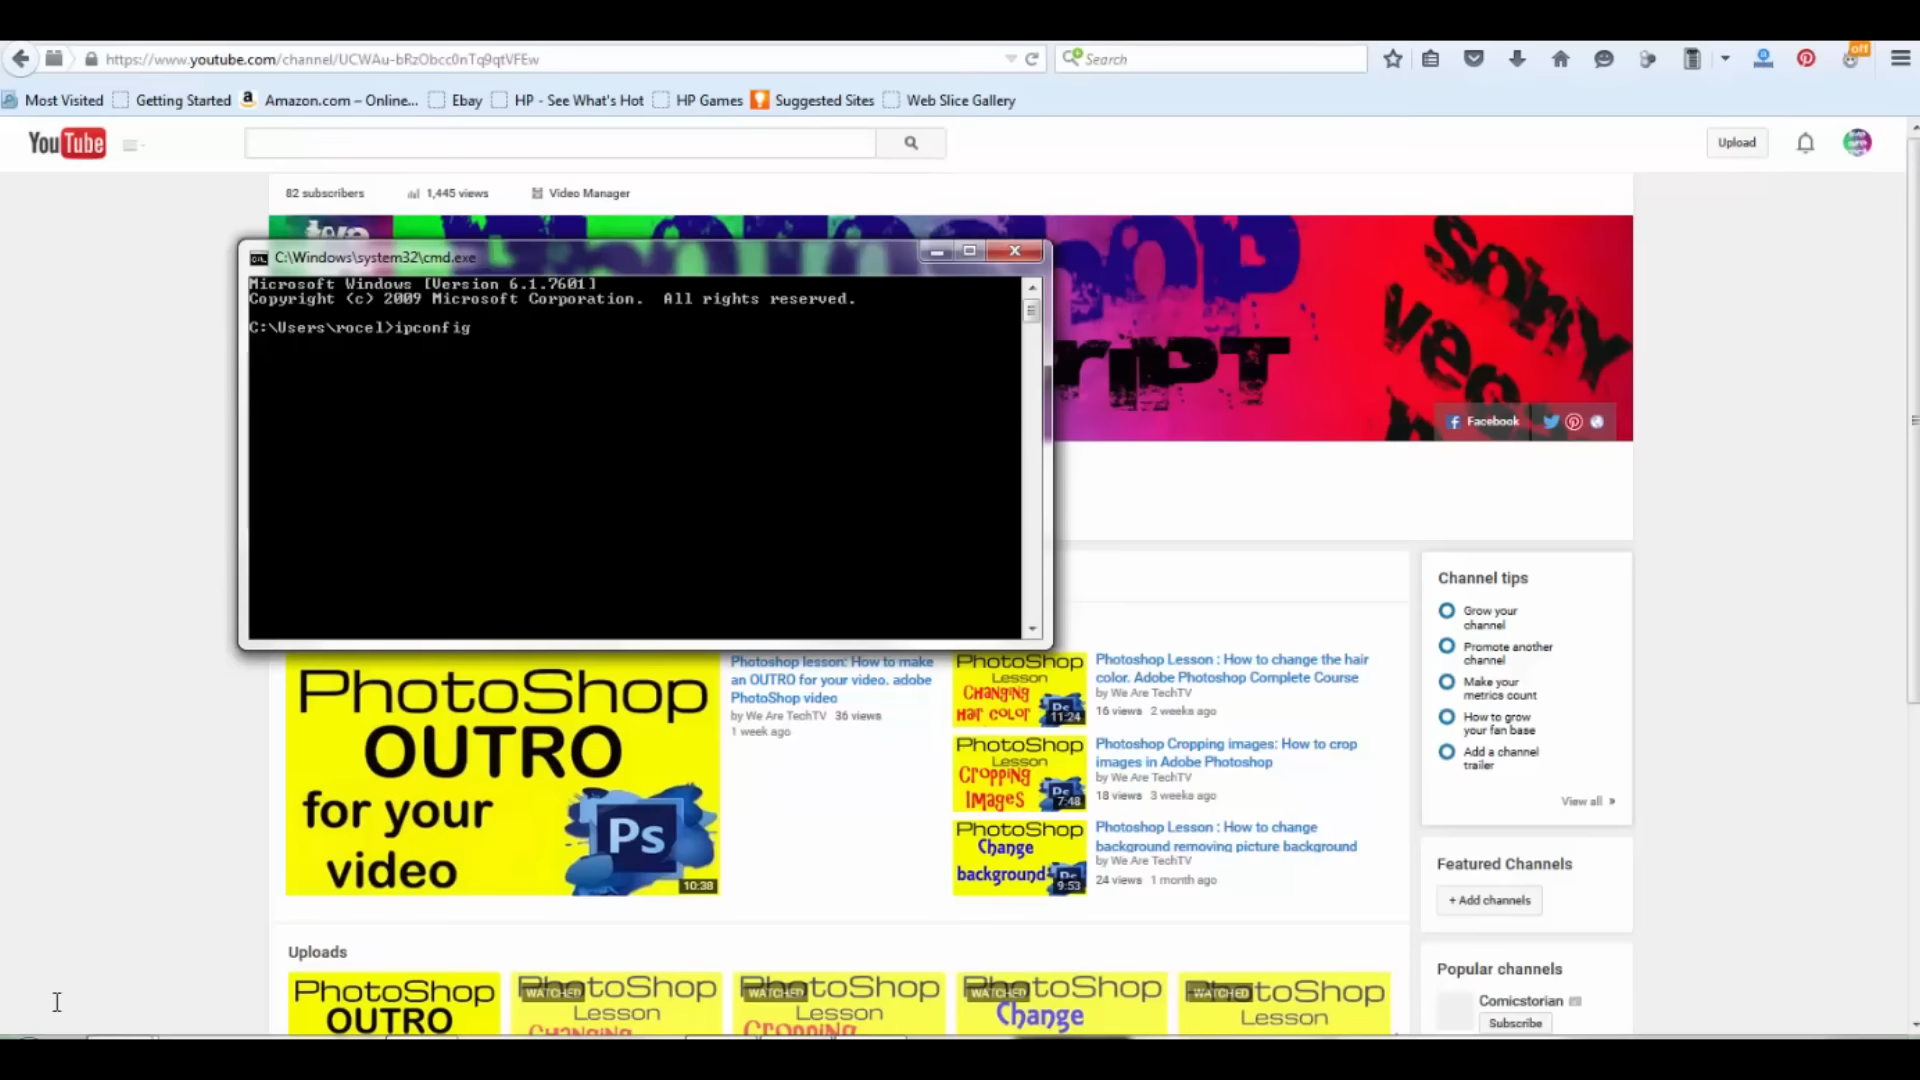 https://www.youtube.com/channel/UCWAu-bRzObcc0nTq9qtVFEw
Search
off
Most Visited
Getting Started
Amazon.com – Online...
Ebay
HP - See What's Hot
HP Games
Suggested Sites
Web Slice Gallery
YouTube
Upload
82 subscribers
1,445 views
Video Manager
C:\Windows\system32\cmd.exe
Microsoft Windows [Version 6.1.7601]
Copyright (c) 2009 Microsoft Corporation.  All rights reserved.
C:\Users\rocel>ipconfig
Facebook
Channel tips
Grow your
channel
Promote another
channel
Make your
metrics count
How to grow
your fan base
Add a channel
trailer
View all »
Featured Channels
+ Add channels
Popular channels
Comicstorian
Subscribe
PhotoShop
OUTRO
for your
video
Ps
10:38
Photoshop lesson: How to make
an OUTRO for your video. adobe
PhotoShop video
by We Are TechTV 36 views
1 week ago
PhotoShop
Lesson
Changing
Hair Color
Ps
11:24
Photoshop Lesson : How to change the hair
color. Adobe Photoshop Complete Course
by We Are TechTV
16 views 2 weeks ago
PhotoShop
Lesson
Cropping
Images
Ps
7:48
Photoshop Cropping images: How to crop
images in Adobe Photoshop
by We Are TechTV
18 views 3 weeks ago
PhotoShop
Change
background
9:53
Photoshop Lesson : How to change
background removing picture background
by We Are TechTV
24 views 1 month ago
Uploads
PhotoShop
OUTRO
WATCHED
Lesson
WATCHED
Lesson
WATCHED
Change
WATCHED
Lesson